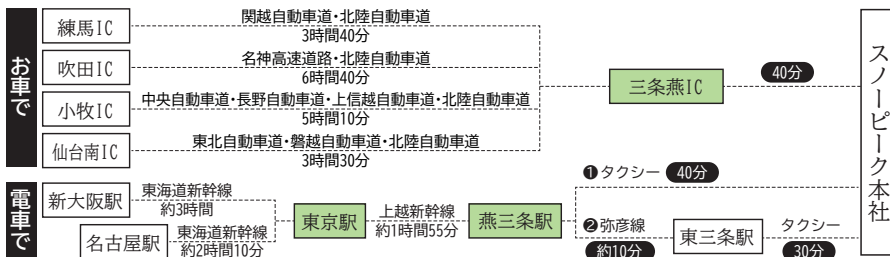 お車で
練馬IC
関越自動車道・北陸自動車道
3時間40分
吹田IC
名神高速道路・北陸自動車道
6時間40分
小牧IC
中央自動車道・長野自動車道・上信越自動車道・北陸自動車道
5時間10分
仙台南IC
東北自動車道・磐越自動車道・北陸自動車道
3時間30分
三条燕IC
40分
スノーピーク本社
電車で
新大阪駅
東海道新幹線
約3時間
名古屋駅
東海道新幹線
約2時間10分
東京駅
上越新幹線
約1時間55分
燕三条駅
❶タクシー 40分
❷弥彦線
約10分
東三条駅
タクシー
30分